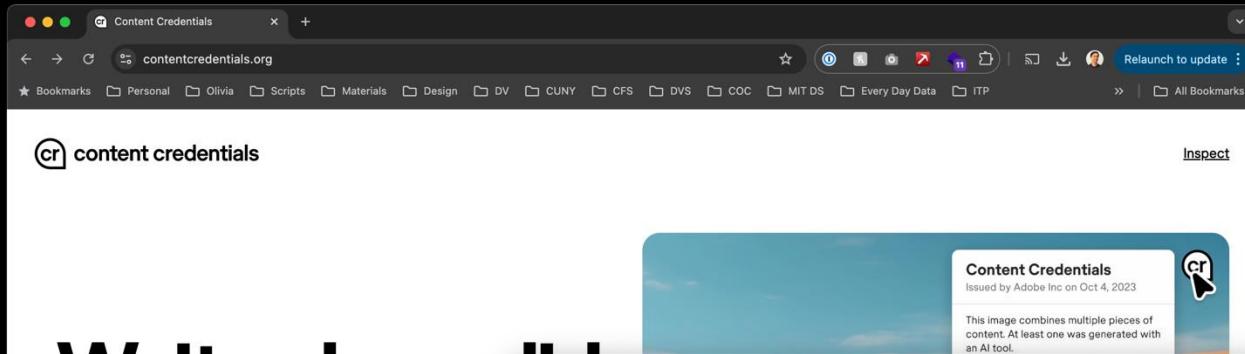 cr Content Credentials
contentcredentials.org
11
Relaunch to update
Bookmarks Personal Olivia Scripts Materials Design DV CUNY CFS DVS COC MIT DS Every Day Data ITP All Bookmarks
cr content credentials
Inspect
Content Credentials
cr
Issued by Adobe Inc on Oct 4, 2023
This image combines multiple pieces of
content. At least one was generated with
an AI tool.